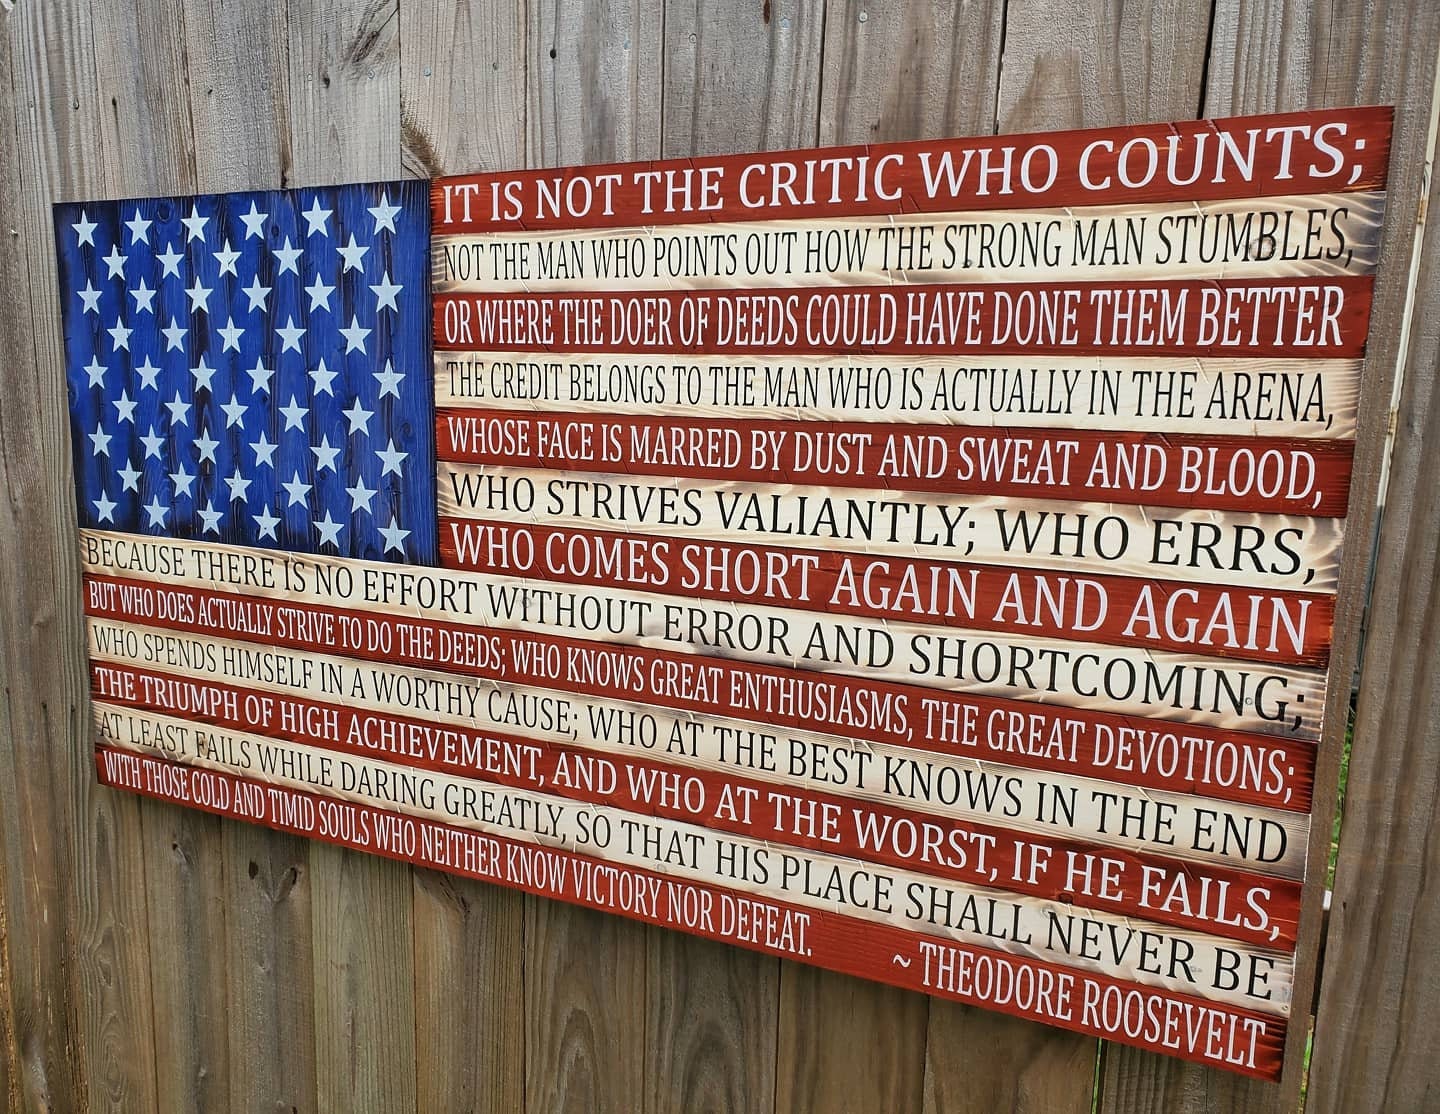 IT IS NOT THE CRITIC WHO COUNTS;
NOT THE MAN WHO POINTS OUT HOW THE STRONG MAN STUMBLES,
OR WHERE THE DOER OF DEEDS COULD HAVE DONE THEM BETTER
THE CREDIT BELONGS TO THE MAN WHO IS ACTUALLY IN THE ARENA,
WHOSE FACE IS MARRED BY DUST AND SWEAT AND BLOOD,
WHO STRIVES VALIANTLY; WHO ERRS,
WHO COMES SHORT AGAIN AND AGAIN
BECAUSE THERE IS NO EFFORT WITHOUT ERROR AND SHORTCOMING;
BUT WHO DOES ACTUALLY STRIVE TO DO THE DEEDS; WHO KNOWS GREAT ENTHUSIASMS, THE GREAT DEVOTIONS;
WHO SPENDS HIMSELF IN A WORTHY CAUSE; WHO AT THE BEST KNOWS IN THE END
THE TRIUMPH OF HIGH ACHIEVEMENT, AND WHO AT THE WORST, IF HE FAILS,
AT LEAST FAILS WHILE DARING GREATLY, SO THAT HIS PLACE SHALL NEVER BE
WITH THOSE COLD AND TIMID SOULS WHO NEITHER KNOW VICTORY NOR DEFEAT. ~ THEODORE ROOSEVELT